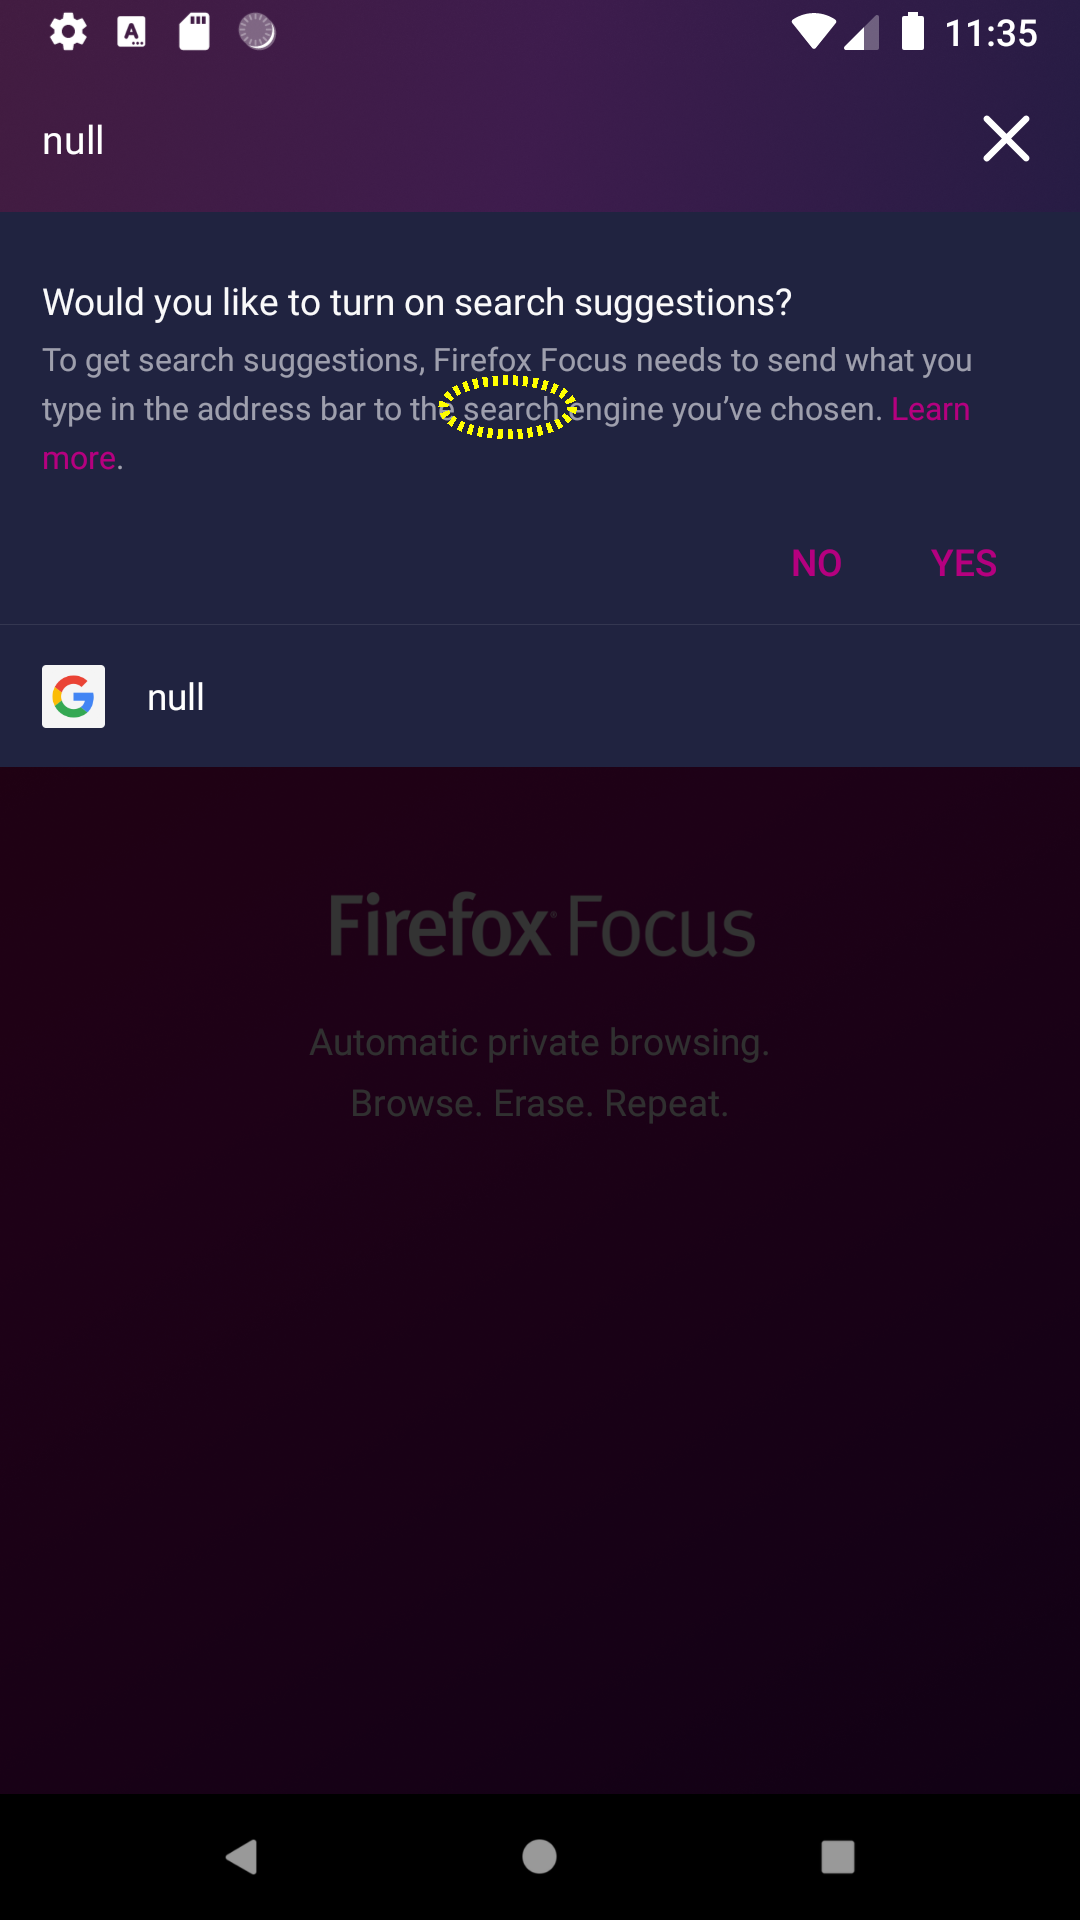 11:35
null
Would you like to turn on search suggestions?
To get search suggestions, Firefox Focus needs to send what you
type in the address bar to the search engine you’ve chosen. Learn
more.
NO YES
null
Firefox Focus
Automatic private browsing.
Browse. Erase. Repeat.